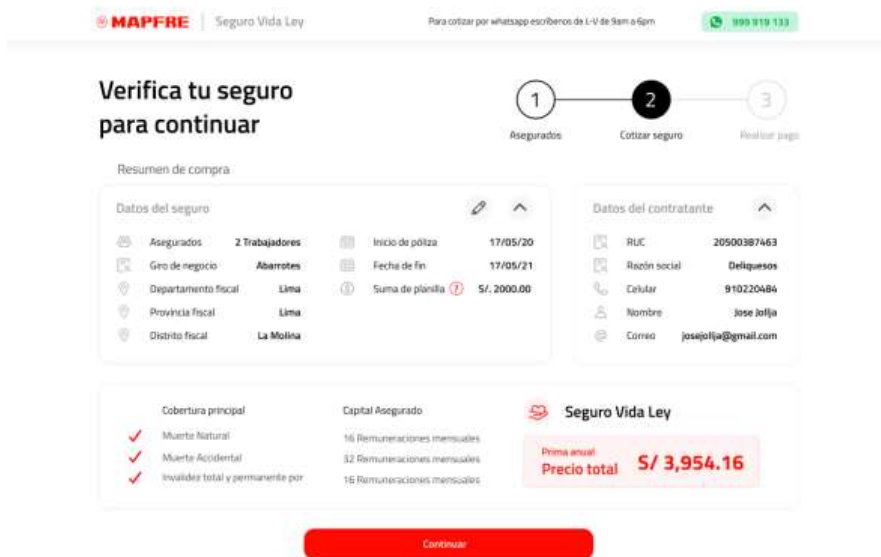 MAPFRE Seguro Vida Ley
Para cotizar por whatsapp escríbenos de L-V de 9am a 6pm
999 919 133
Verifica tu seguro
para continuar
1
2
3
Asegurados
Cotizar seguro
Realizar pago
Resumen de compra
Datos del seguro
Asegurados 2 Trabajadores
Giro de negocio Abarrotes
Departamento fiscal Lima
Provincia fiscal Lima
Distrito fiscal La Molina
Inicio de póliza 17/05/20
Fecha de fin 17/05/21
Suma de planilla ? S/. 2000.00
Datos del contratante
RUC 20500387463
Razón social Deliquesos
Celular 910220484
Nombre Jose Jollja
Correo josejollja@gmail.com
Cobertura principal
Muerte Natural
Muerte Accidental
Invalidez total y permanente por
Capital Asegurado
16 Remuneraciones mensuales
32 Remuneraciones mensuales
16 Remuneraciones mensuales
Seguro Vida Ley
Prima anual
Precio total S/ 3,954.16
Continuar